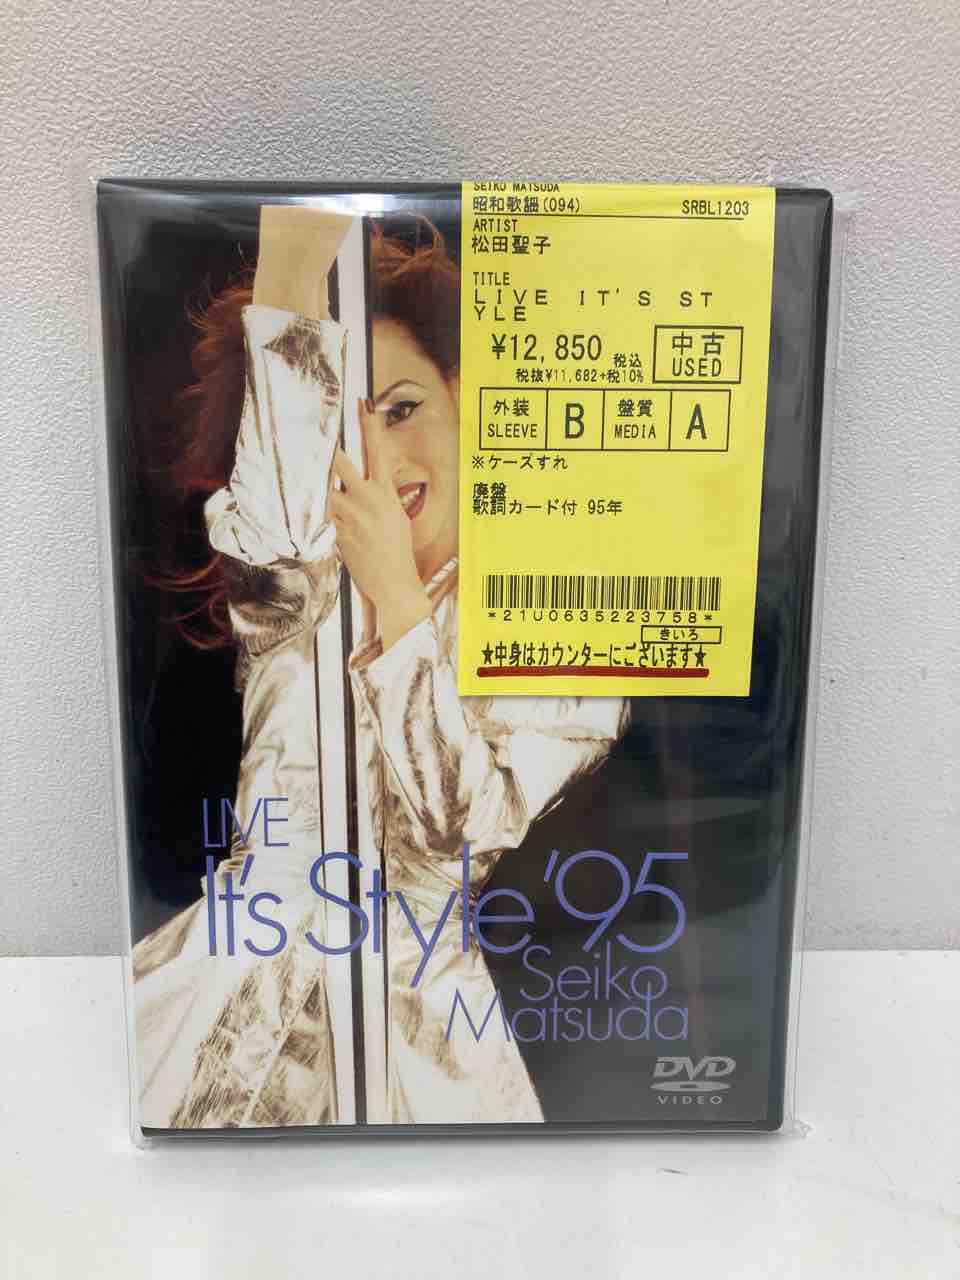 SEIKO MATSUDA
昭和歌謡(094) SRBL1203
ARTIST
松田聖子
TITLE
LIVE IT'S ST
YLE
¥12,850 税込
税抜¥11,682+税10%
中古
USED
外装
SLEEVE
B
盤質
MEDIA
A
※ケースすれ
廃盤
歌詞カード付 95年
*21U0635223758*
きいろ
★中身はカウンターにございます★
LIVE
It's Style '95
Seiko
Matsuda
DVD
VIDEO